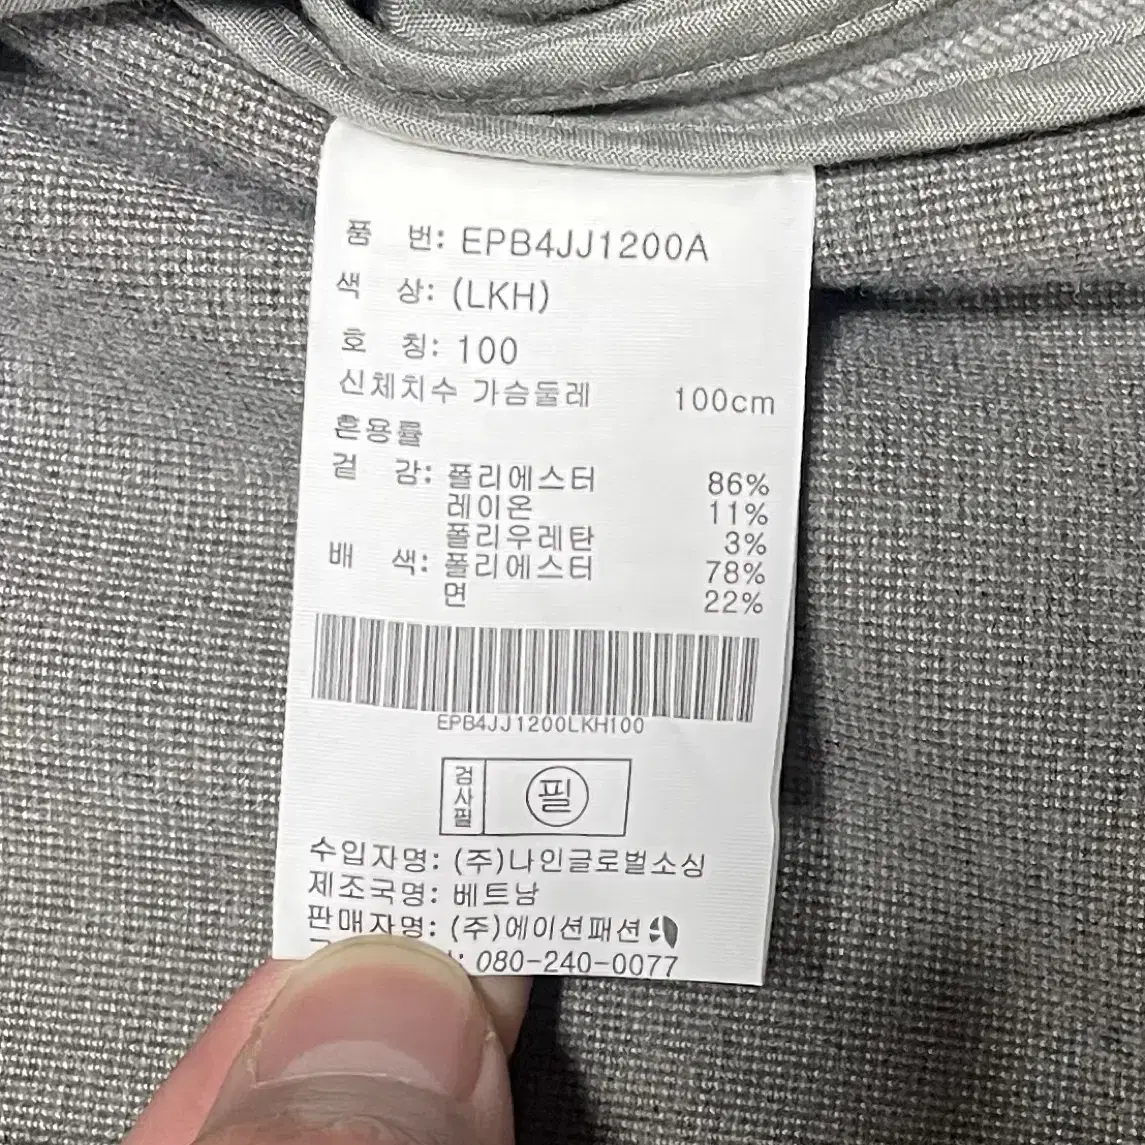 품 번: EPB4JJ1200A
색 상: (LKH)
호 칭: 100
신체치수 가슴둘레 100cm
혼용률
겉 감: 폴리에스터 86%
레이온 11%
폴리우레탄 3%
배 색: 폴리에스터 78%
면 22%
EPB4JJ1200LKH100
검사필 필
수입자명: (주)나인글로벌소싱
제조국명: 베트남
판매자명: (주)에이션패션
: 080-240-0077